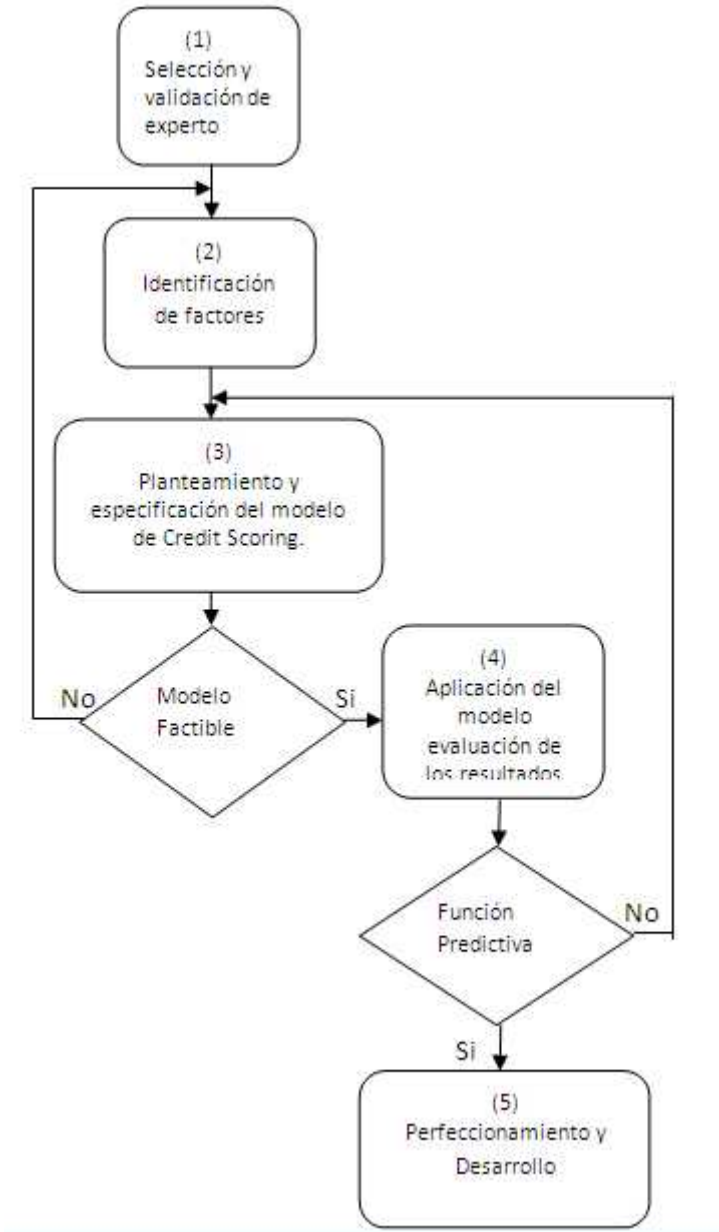 (1)
Selección y
validación de
experto
(2)
Identificación
de factores
(3)
Planteamiento y
especificación del modelo
de Credit Scoring.
No
Modelo
Factible
Si
(4)
Aplicación del
modelo
evaluación de
los resultados
Función
Predictiva
No
Si
(5)
Perfeccionamiento y
Desarrollo